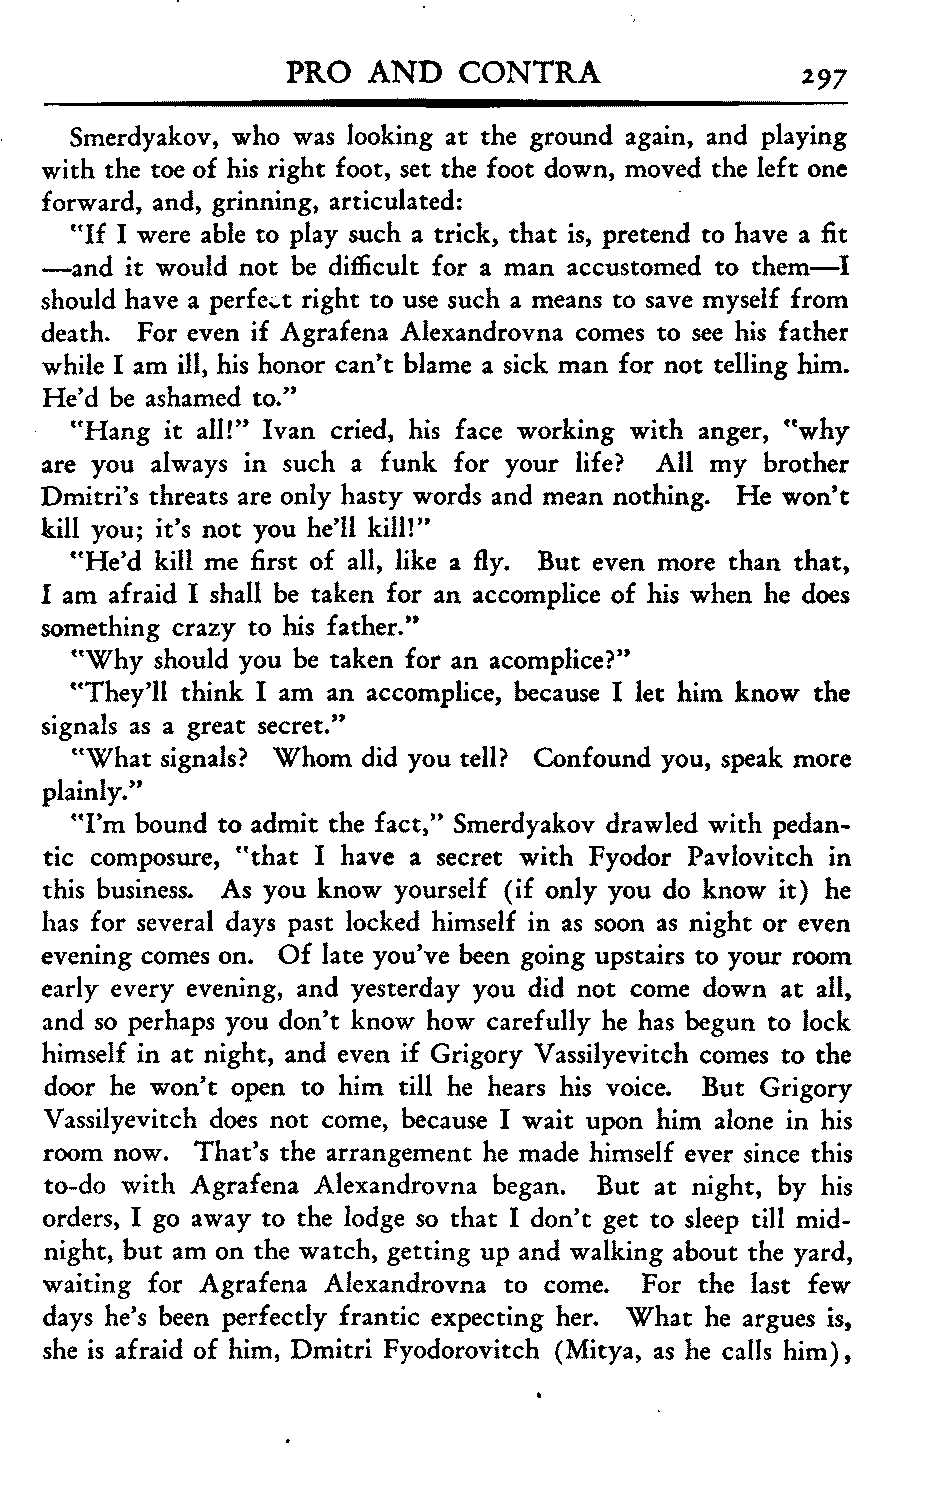 PRO AND CONTRA 297
Smerdyakov, who was looking at the ground again, and playing
with the toe of his right foot, set the foot down, moved the left one
forward, and, grinning, articulated:
"If I were able to play such a trick, that is, pretend to have a fit
—and it would not be difficult for a man accustomed to them—I
should have a perfect right to use such a means to save myself from
death. For even if Agrafena Alexandrovna comes to see his father
while I am ill, his honor can't blame a sick man for not telling him.
He'd be ashamed to."
"Hang it all!" Ivan cried, his face working with anger, "why
are you always in such a funk for your life? All my brother
Dmitri's threats are only hasty words and mean nothing. He won't
kill you; it's not you he'll kill!"
"He'd kill me first of all, like a fly. But even more than that,
I am afraid I shall be taken for an accomplice of his when he does
something crazy to his father."
"Why should you be taken for an acomplice?"
"They'll think I am an accomplice, because I let him know the
signals as a great secret."
"What signals? Whom did you tell? Confound you, speak more
plainly."
"I'm bound to admit the fact," Smerdyakov drawled with pedan-
tic composure, "that I have a secret with Fyodor Pavlovitch in
this business. As you know yourself (if only you do know it) he
has for several days past locked himself in as soon as night or even
evening comes on. Of late you've been going upstairs to your room
early every evening, and yesterday you did not come down at all,
and so perhaps you don't know how carefully he has begun to lock
himself in at night, and even if Grigory Vassilyevitch comes to the
door he won't open to him till he hears his voice. But Grigory
Vassilyevitch does not come, because I wait upon him alone in his
room now. That's the arrangement he made himself ever since this
to-do with Agrafena Alexandrovna began. But at night, by his
orders, I go away to the lodge so that I don't get to sleep till mid-
night, but am on the watch, getting up and walking about the yard,
waiting for Agrafena Alexandrovna to come. For the last few
days he's been perfectly frantic expecting her. What he argues is,
she is afraid of him, Dmitri Fyodorovitch (Mitya, as he calls him),